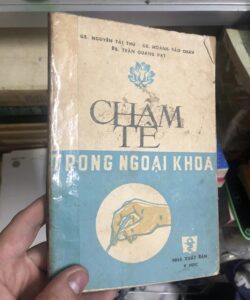 GS. NGUYỄN TÀI THU GS. HOÀNG BẢO CHÂU
BS. TRẦN QUANG ĐẠT
CHÂM
TÊ
TRONG NGOẠI KHOA
NHÀ XUẤT BẢN
Y HỌC